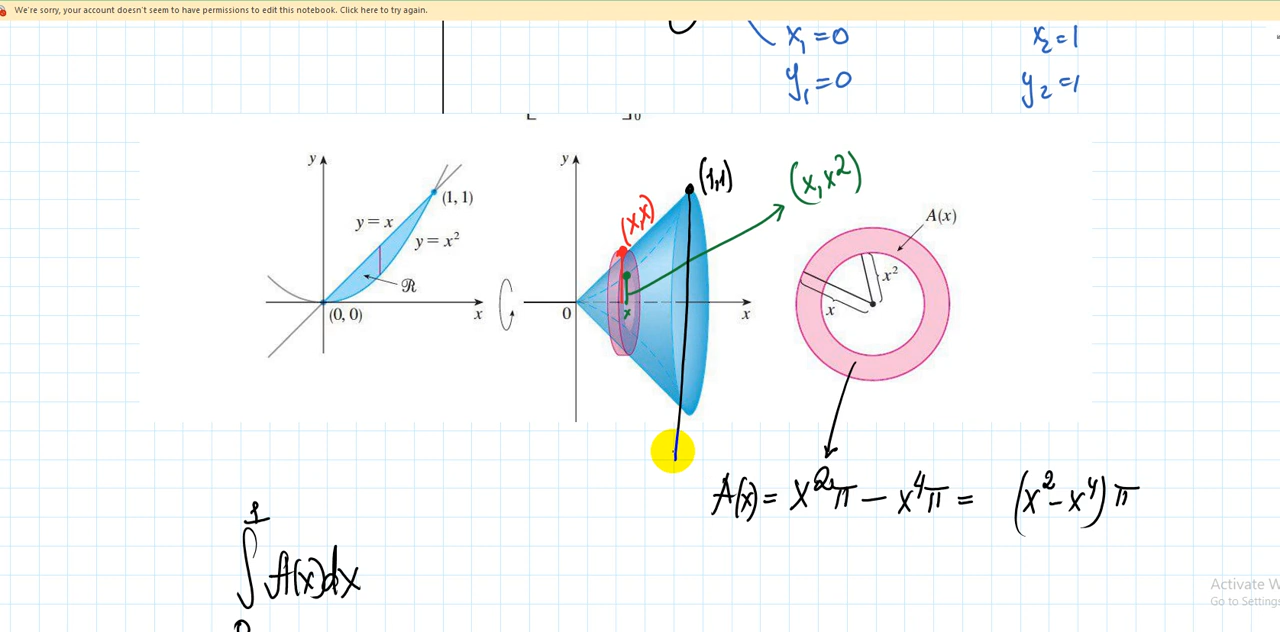 We're sorry, your account doesn't seem to have permissions to edit this notebook. Click here to try again.
x₁=0 x₂=1
y₁=0 y₂=1
y
(1, 1)
y = x
y = x²
ℛ
(0, 0)
x
y
(1,1)
(x,x)
(x,x²)
0
x
x
A(x)
x²
x
A(x) = x²π − x⁴π = (x²−x⁴)π
1
∫A(x)dx
0
Activate W
Go to Settings